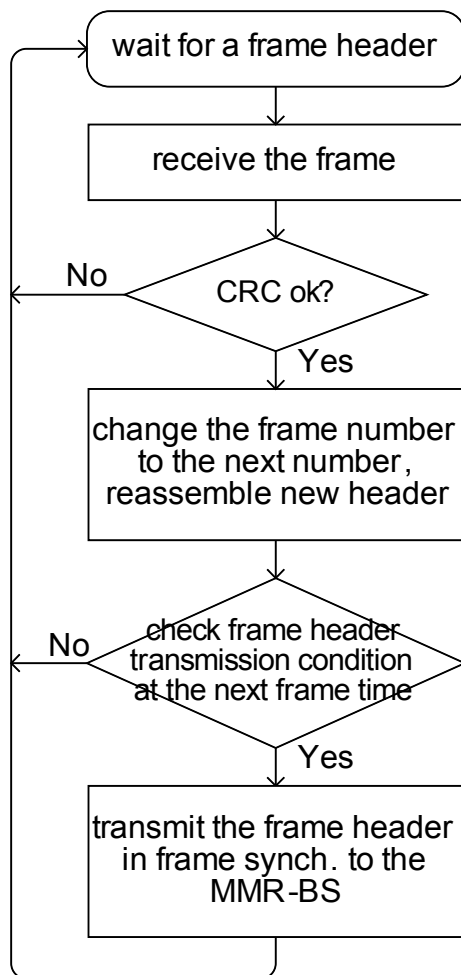 wait for a frame header
receive the frame
No
CRC ok?
Yes
change the frame number
to the next number,
reassemble new header
No
check frame header
transmission condition
at the next frame time
Yes
transmit the frame header
in frame synch. to the
MMR-BS